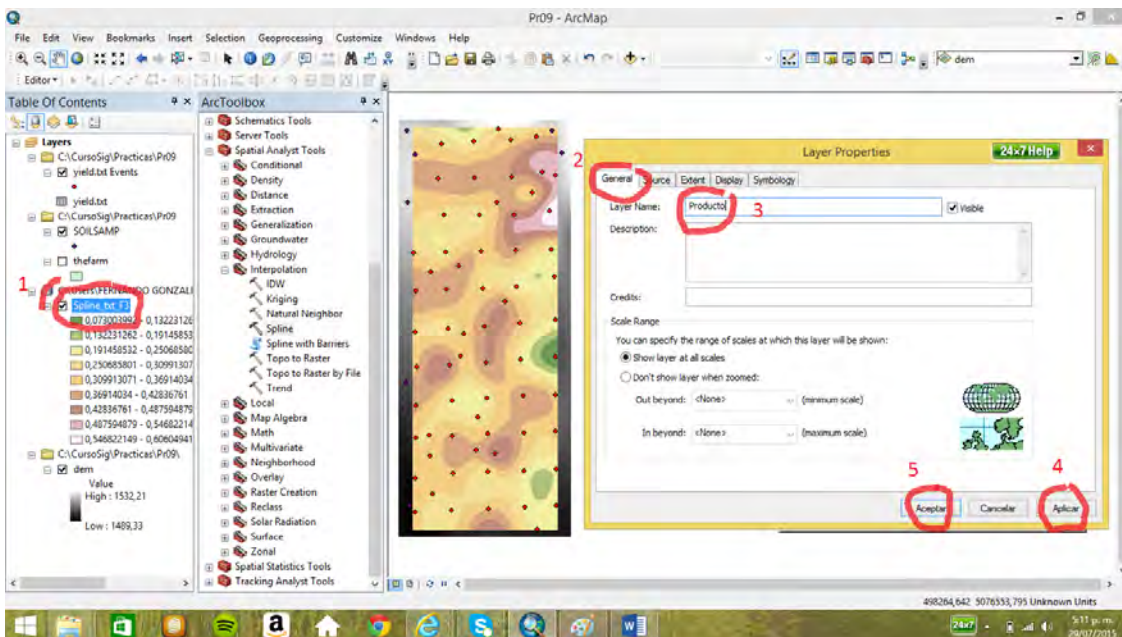 Pr09 - ArcMap
File Edit View Bookmarks Insert Selection Geoprocessing Customize Windows Help
dem
Editor
Table Of Contents
Layers
C:\CursoSig\Practicas\Pr09
yield.txt Events
yield.txt
C:\CursoSig\Practicas\Pr09
SOILSAMP
thefarm
1
FERNANDO GONZALI
Spline_txt_F1
0,073003992 - 0,13223126
0,132231262 - 0,19145853
0,191458532 - 0,25068580
0,250685801 - 0,30991307
0,309913071 - 0,36914034
0,36914034 - 0,42836761
0,42836761 - 0,487594879
0,487594879 - 0,54682214
0,546822149 - 0,60604941
C:\CursoSig\Practicas\Pr09\
dem
Value
High : 1532,21
Low : 1489,33
ArcToolbox
Schematics Tools
Server Tools
Spatial Analyst Tools
Conditional
Density
Distance
Extraction
Generalization
Groundwater
Hydrology
Interpolation
IDW
Kriging
Natural Neighbor
Spline
Spline with Barriers
Topo to Raster
Topo to Raster by File
Trend
Local
Map Algebra
Math
Multivariate
Neighborhood
Overlay
Raster Creation
Reclass
Solar Radiation
Surface
Zonal
Spatial Statistics Tools
Tracking Analyst Tools
2
Layer Properties
24x7 Help
General Source Extent Display Symbology
Layer Name: Producto
3
Visible
Description:
Credits:
Scale Range
You can specify the range of scales at which this layer will be shown:
Show layer at all scales
Don't show layer when zoomed:
Out beyond: <None> (minimum scale)
In beyond: <None> (maximum scale)
5
4
Aceptar Cancelar Aplicar
498264,642 5076553,795 Unknown Units
a
W
24x7
5:11 p. m.
29/07/2015